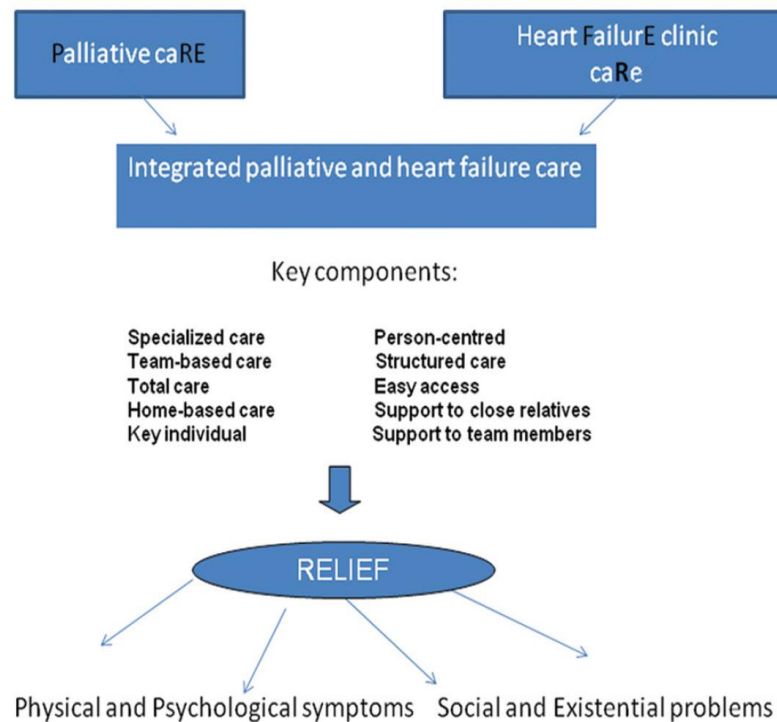 Palliative caRE
Heart FailurE clinic
caRe
Integrated palliative and heart failure care
Key components:
Specialized care
Team-based care
Total care
Home-based care
Key individual
Person-centred
Structured care
Easy access
Support to close relatives
Support to team members
RELIEF
Physical and Psychological symptoms
Social and Existential problems